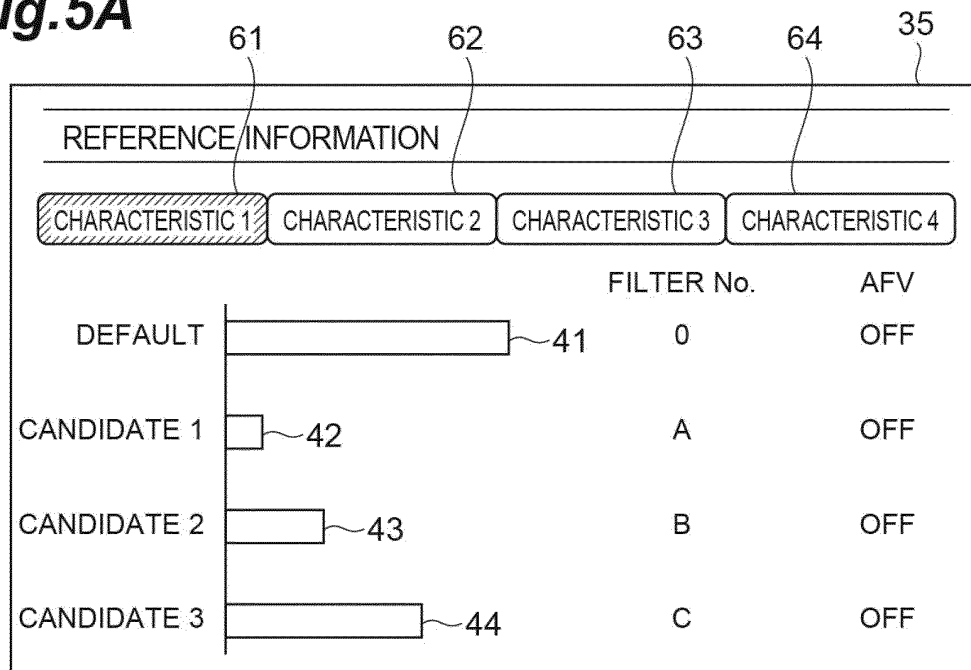 ig.5A
61 62 63 64 35
REFERENCE INFORMATION
CHARACTERISTIC 1 CHARACTERISTIC 2 CHARACTERISTIC 3 CHARACTERISTIC 4
FILTER No. AFV
DEFAULT 41 0 OFF
CANDIDATE 1 42 A OFF
CANDIDATE 2 43 B OFF
CANDIDATE 3 44 C OFF